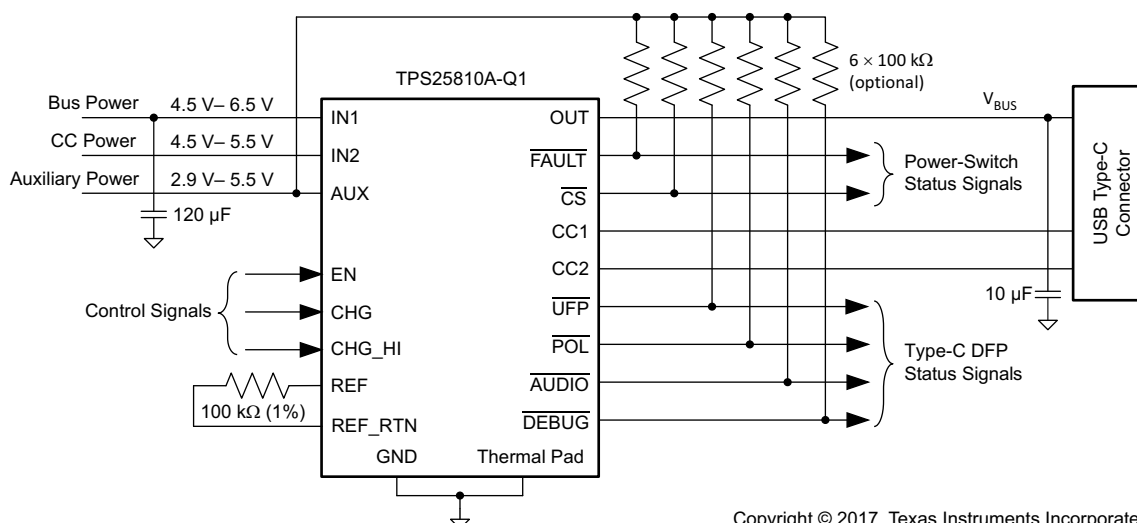 TPS25810A-Q1
6 × 100 kΩ
(optional)
Bus Power 4.5 V– 6.5 V
CC Power 4.5 V– 5.5 V
Auxiliary Power 2.9 V– 5.5 V
120 µF
Control Signals
100 kΩ (1%)
IN1
IN2
AUX
EN
CHG
CHG_HI
REF
REF_RTN
GND
Thermal Pad
OUT
FAULT
CS
CC1
CC2
UFP
POL
AUDIO
DEBUG
VBUS
Power-Switch
Status Signals
10 µF
Type-C DFP
Status Signals
USB Type-C
Connector
Copyright © 2017, Texas Instruments Incorporate